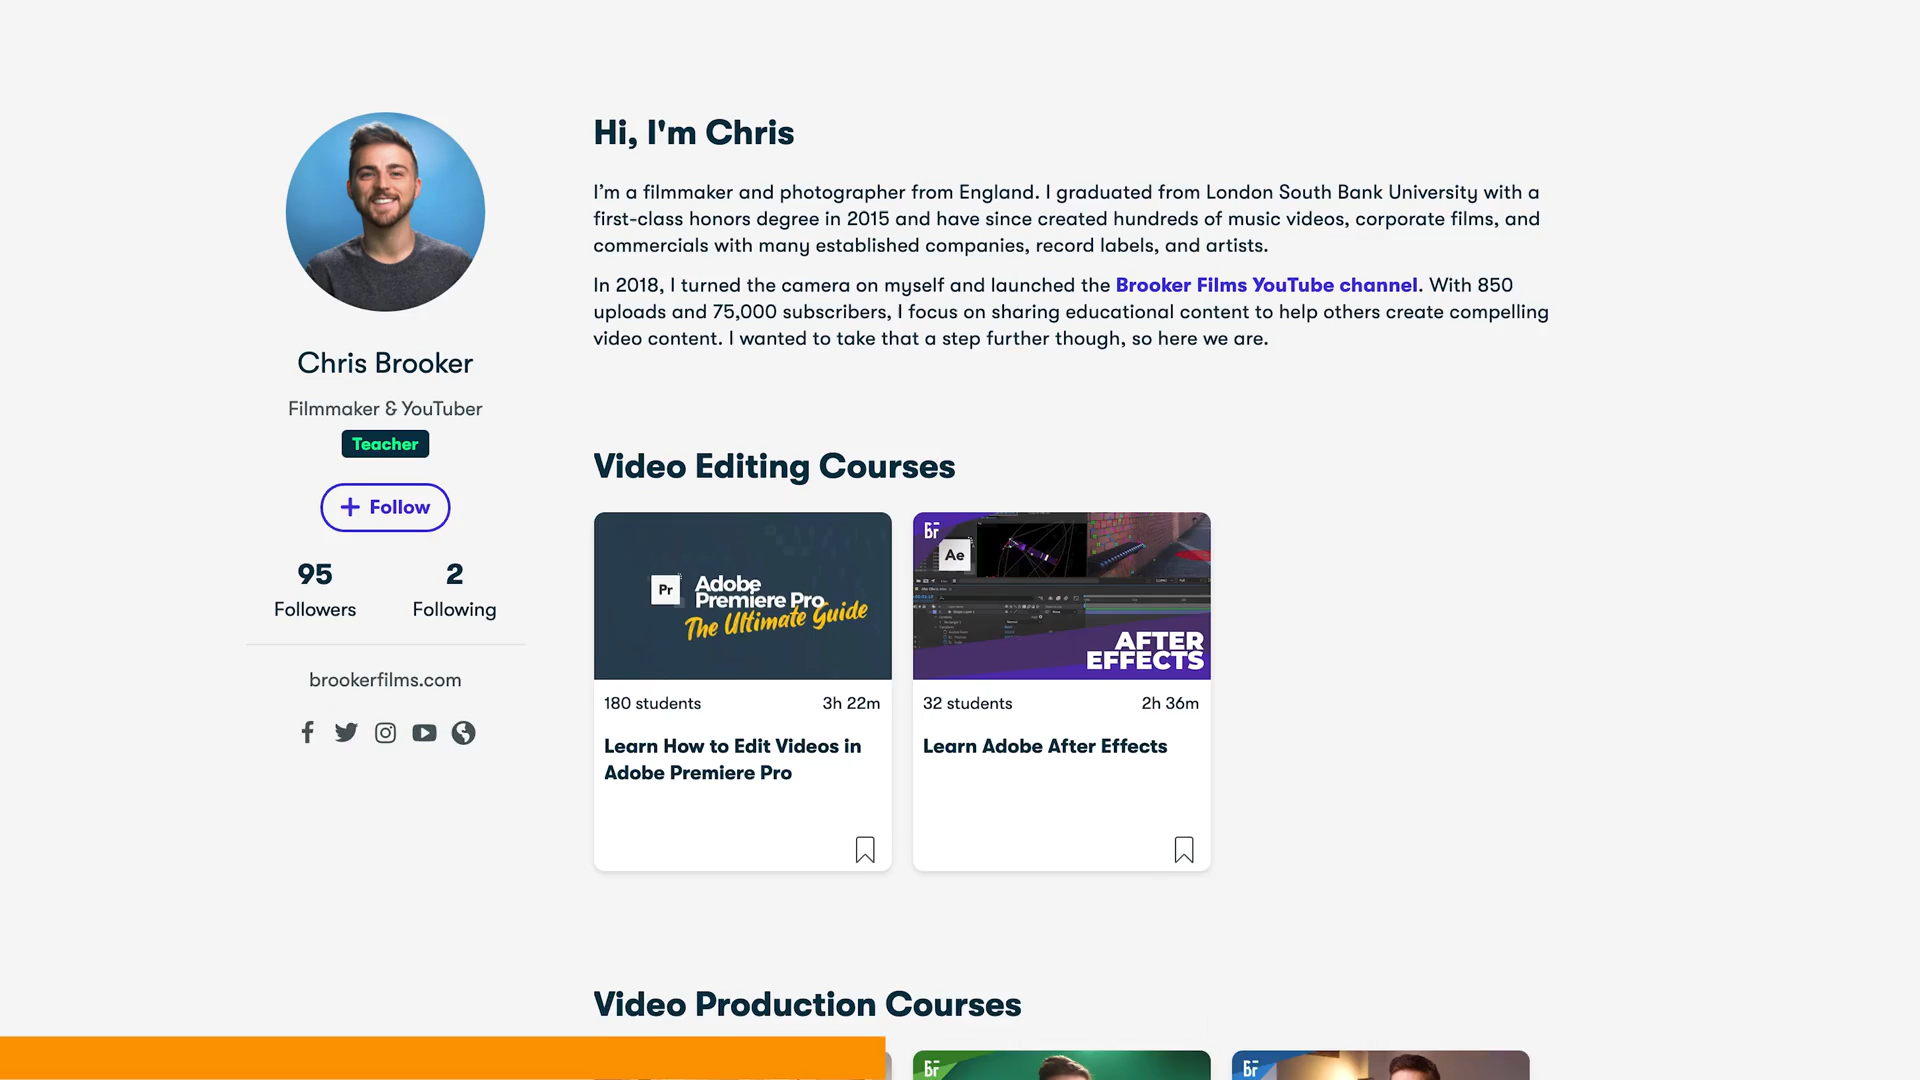 Hi, I'm Chris
I’m a filmmaker and photographer from England. I graduated from London South Bank University with a
first-class honors degree in 2015 and have since created hundreds of music videos, corporate films, and
commercials with many established companies, record labels, and artists.
In 2018, I turned the camera on myself and launched the Brooker Films YouTube channel. With 850
uploads and 75,000 subscribers, I focus on sharing educational content to help others create compelling
video content. I wanted to take that a step further though, so here we are.
Chris Brooker
Filmmaker & YouTuber
Teacher
+ Follow
95
Followers
2
Following
brookerfilms.com
Video Editing Courses
Pr
Adobe
Premiere Pro
The Ultimate Guide
180 students
3h 22m
Learn How to Edit Videos in
Adobe Premiere Pro
Br
Ae
AFTER
EFFECTS
32 students
2h 36m
Learn Adobe After Effects
Video Production Courses
Br
Br